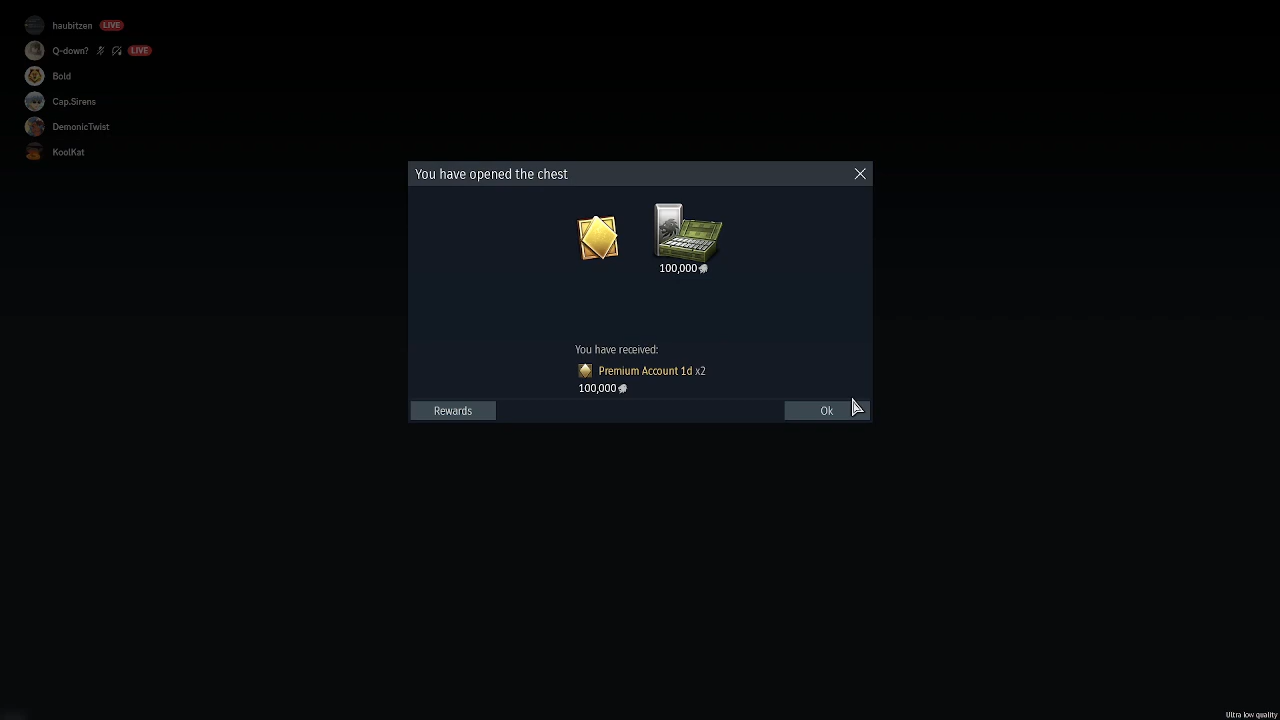 haubitzen LIVE
Q-down? LIVE
Bold
Cap.Sirens
DemonicTwist
KoolKat
You have opened the chest
100,000
You have received:
Premium Account 1d x2
100,000
Rewards
Ok
Ultra low quality